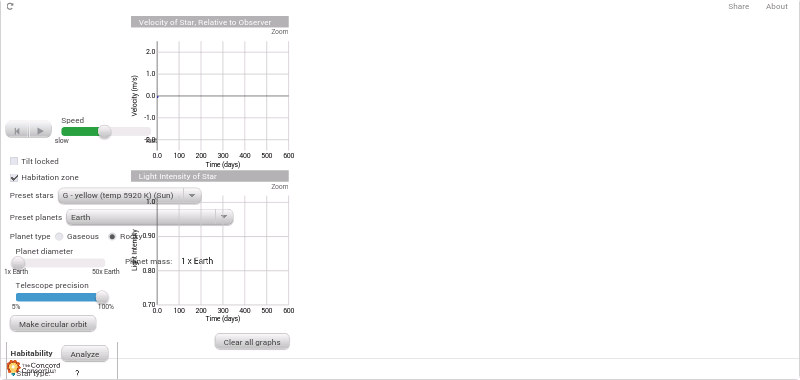 Share About
Velocity of Star, Relative to Observer
Zoom
2.0
1.0
0.0
-1.0
-2.0
Velocity (m/s)
0.0 100 200 300 400 500 600
Time (days)
Speed
slow
Tilt locked
Habitation zone
Light Intensity of Star
Zoom
Preset stars G - yellow (temp 5920 K) (Sun)
1.0
Preset planets Earth
Planet type Gaseous Rocky
0.90
0.80
0.70
Light Intensity
0.0 100 200 300 400 500 600
Time (days)
Planet diameter
1x Earth 50x Earth
Planet mass: 1 x Earth
Telescope precision
5% 100%
Make circular orbit
Clear all graphs
Habitability Analyze
The Concord
Consortium
Star type: ?